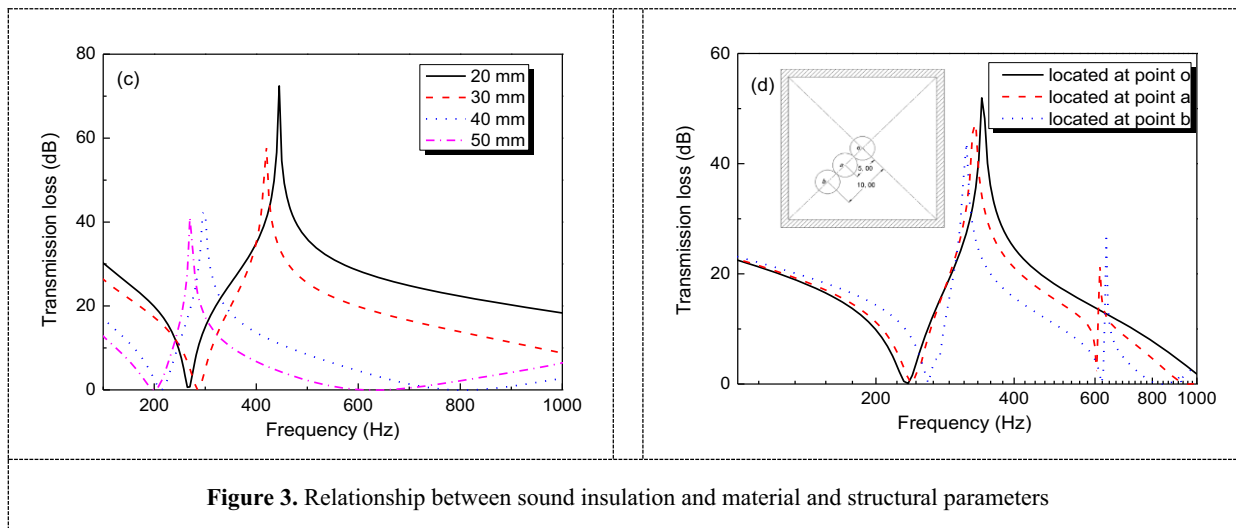 80
60
40
20
0
Transmission loss (dB)
(c)
20 mm
30 mm
40 mm
50 mm
200
400
600
800
1000
Frequency (Hz)
60
40
20
0
Transmission loss (dB)
(d)
5.00
10.00
located at point o
located at point a
located at point b
200
400
600
800
1000
Frequency (Hz)
Figure 3. Relationship between sound insulation and material and structural parameters